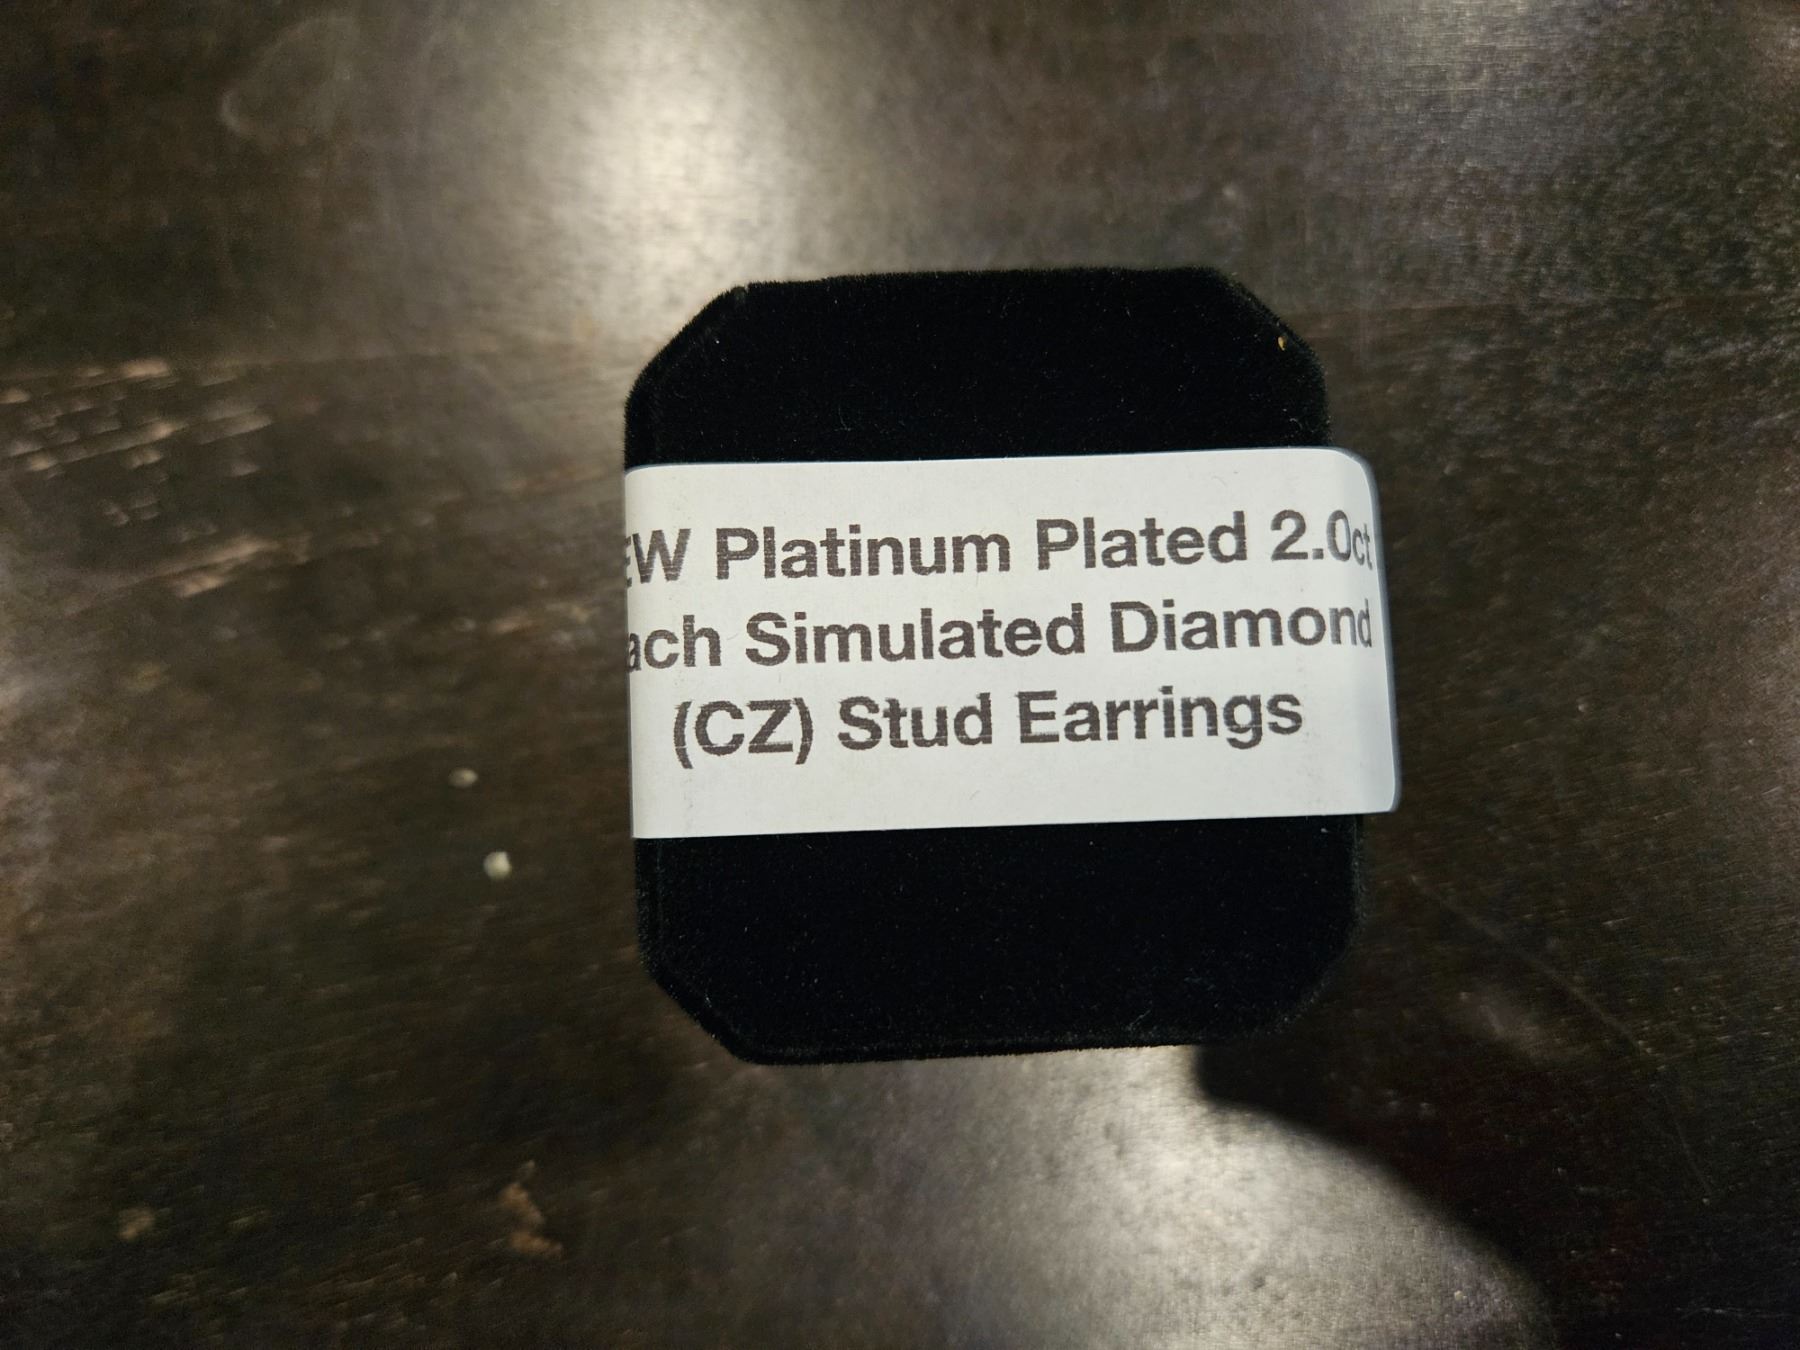 EW Platinum Plated 2.0ct
ach Simulated Diamond
(CZ) Stud Earrings